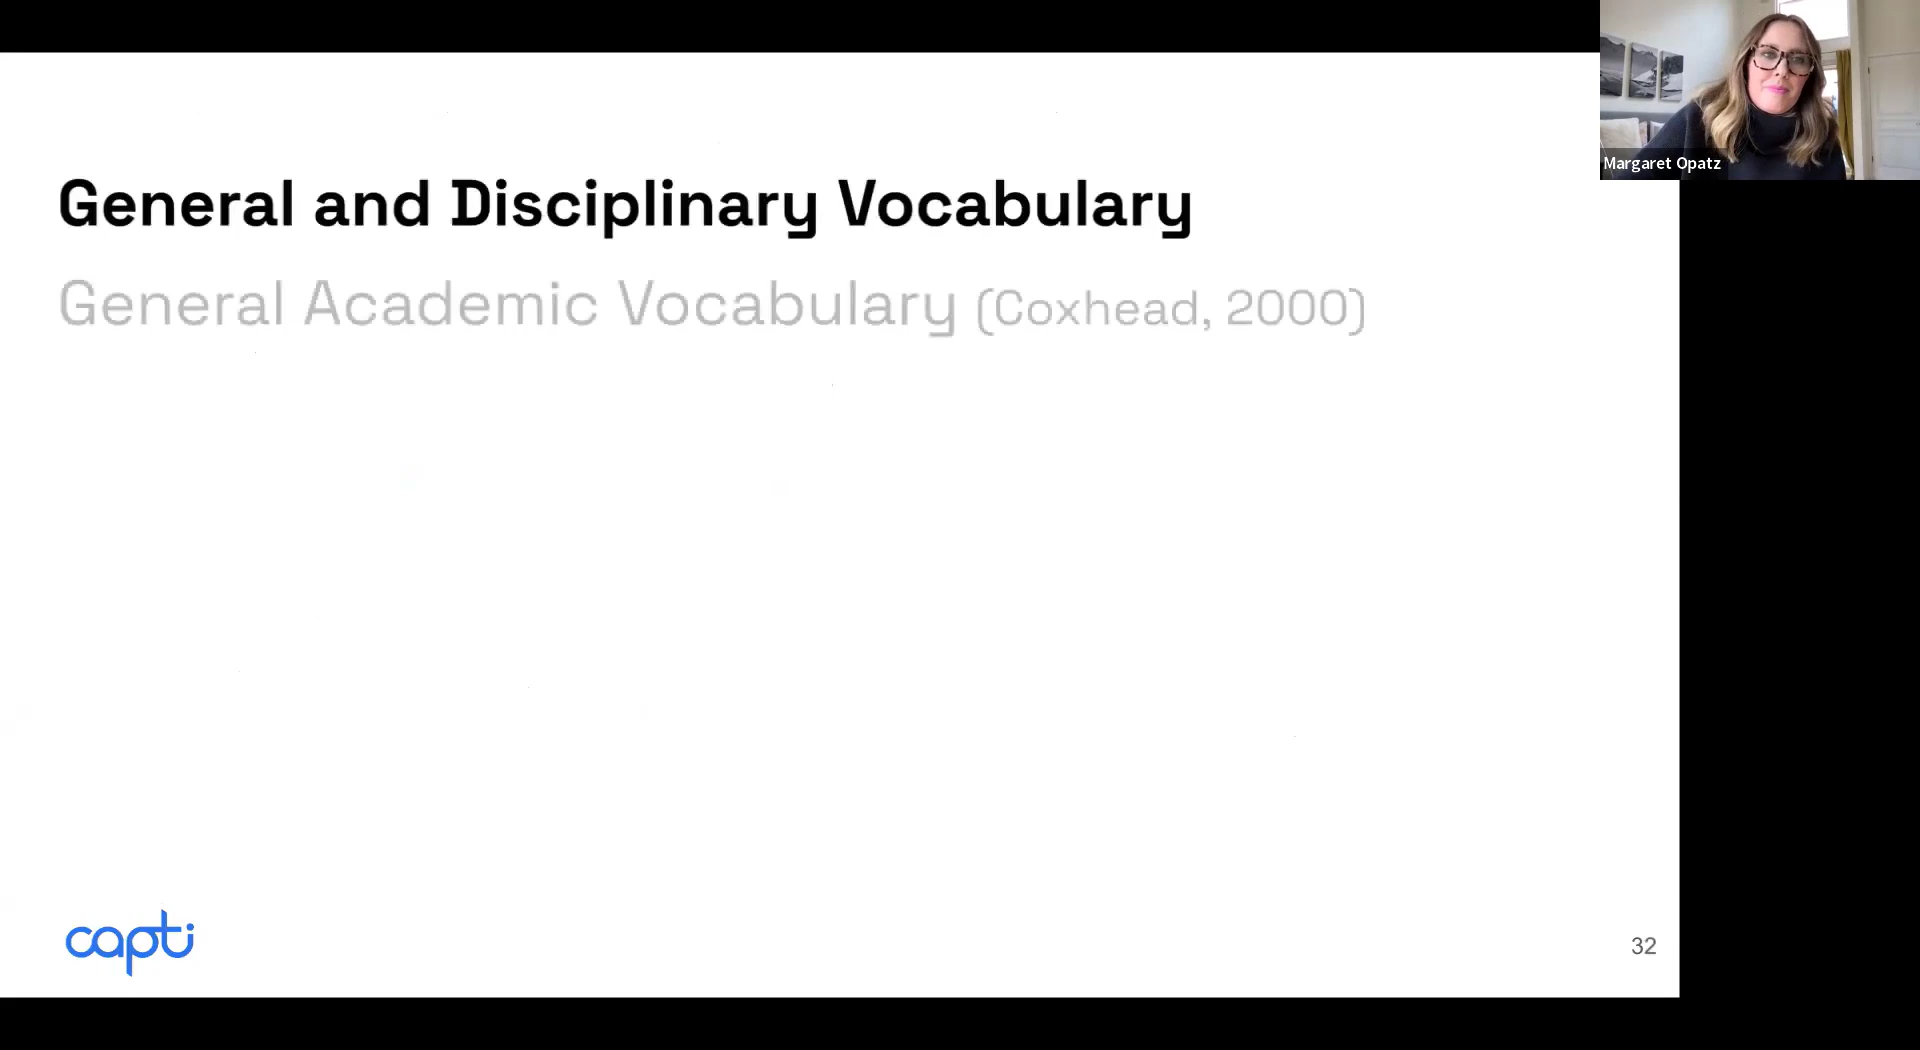 Margaret Opatz
General and Disciplinary Vocabulary
General Academic Vocabulary (Coxhead, 2000)
capti
32